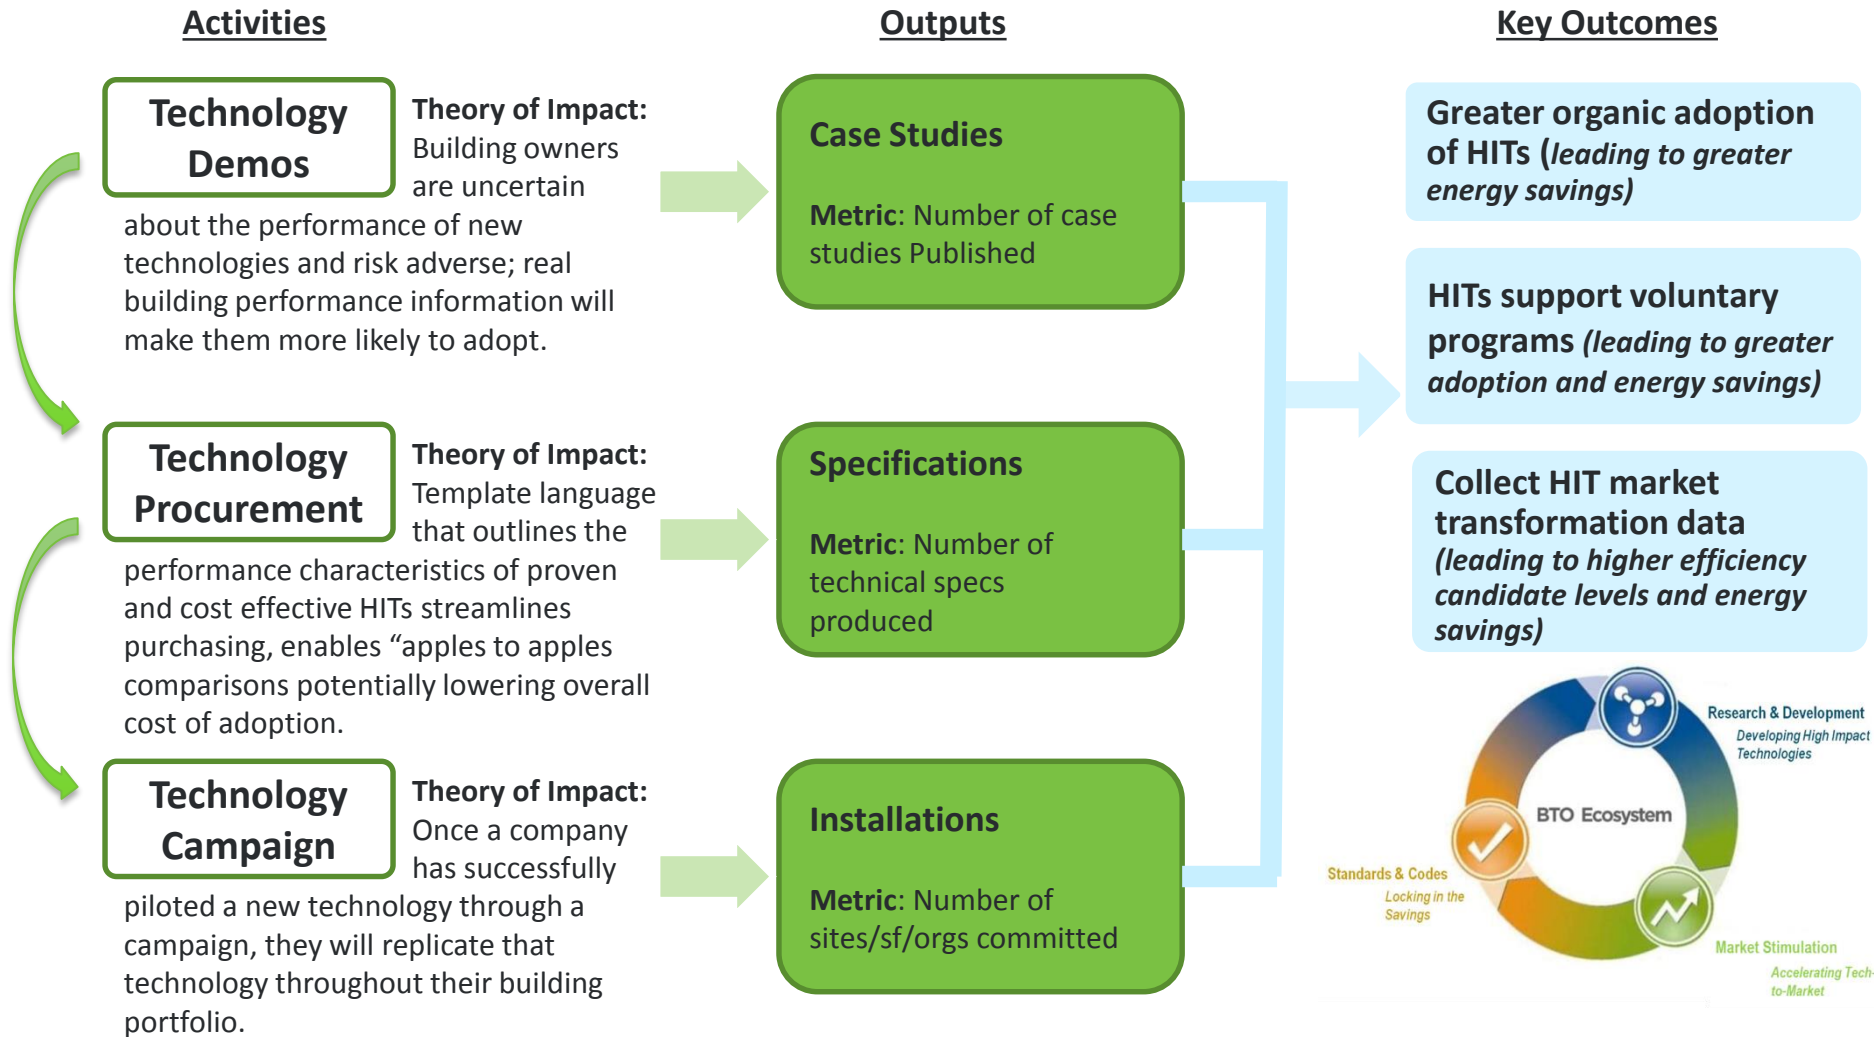 Activities
Outputs
Key Outcomes
Technology
Demos
Theory of Impact:
Building owners
are uncertain
about the performance of new
technologies and risk adverse; real
building performance information will
make them more likely to adopt.
Case Studies
Metric: Number of case
studies Published
Greater organic adoption
of HITs (leading to greater
energy savings)
HITs support voluntary
programs (leading to greater
adoption and energy savings)
Technology
Procurement
Theory of Impact:
Template language
that outlines the
performance characteristics of proven
and cost effective HITs streamlines
purchasing, enables “apples to apples
comparisons potentially lowering overall
cost of adoption.
Specifications
Metric: Number of
technical specs
produced
Collect HIT market
transformation data
(leading to higher efficiency
candidate levels and energy
savings)
Technology
Campaign
Theory of Impact:
Once a company
has successfully
piloted a new technology through a
campaign, they will replicate that
technology throughout their building
portfolio.
Installations
Metric: Number of
sites/sf/orgs committed
Research & Development
Developing High Impact
Technologies
BTO Ecosystem
Standards & Codes
Locking in the
Savings
Market Stimulation
Accelerating Tech-
to-Market